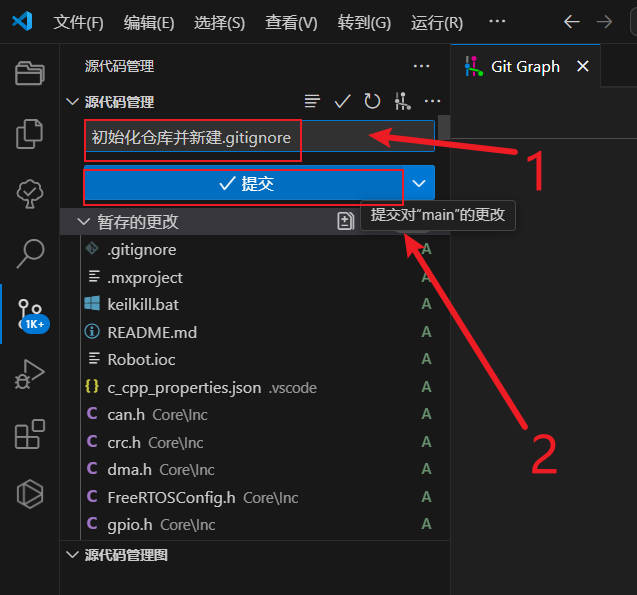 文件(F) 编辑(E) 选择(S) 查看(V) 转到(G) 运行(R) ···
源代码管理
Git Graph
源代码管理
初始化仓库并新建.gitignore
1
提交
提交对“main”的更改
暂存的更改
.gitignore A
.mxproject A
keilkill.bat A
1K+
README.md A
Robot.ioc A
c_cpp_properties.json .vscode A
can.h Core\Inc A
crc.h Core\Inc A
2
dma.h Core\Inc A
FreeRTOSConfig.h Core\Inc A
gpio.h Core\Inc A
源代码管理图